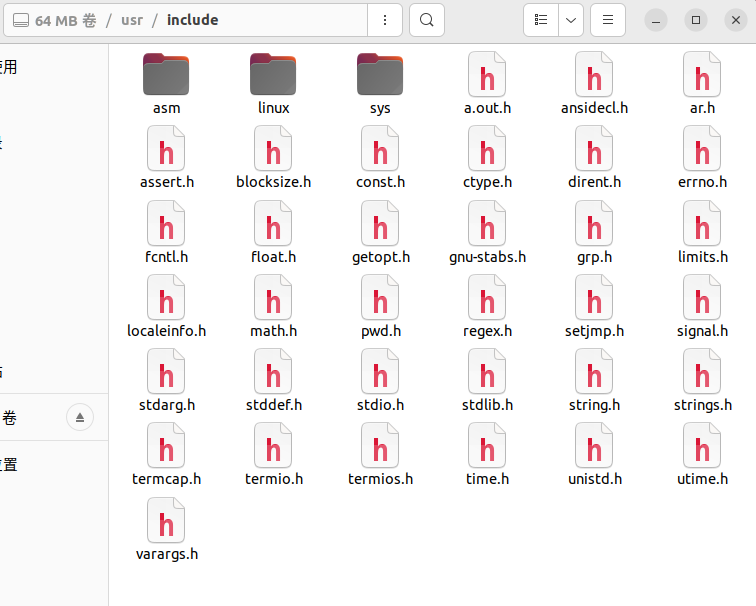 64 MB 卷 / usr / include
使用
asm linux sys a.out.h ansidecl.h ar.h
assert.h blocksize.h const.h ctype.h dirent.h errno.h
fcntl.h float.h getopt.h gnu-stabs.h grp.h limits.h
localeinfo.h math.h pwd.h regex.h setjmp.h signal.h
stdarg.h stddef.h stdio.h stdlib.h string.h strings.h
卷
位置
termcap.h termio.h termios.h time.h unistd.h utime.h
varargs.h